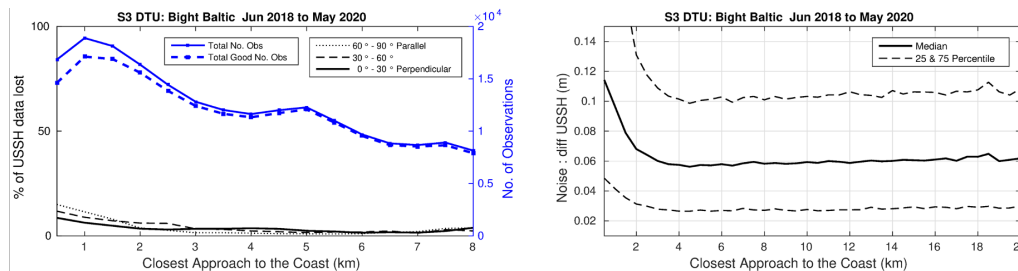 S3 DTU: Bight Baltic Jun 2018 to May 2020
% of USSH data lost
100
50
0
Total No. Obs
Total Good No. Obs
60 ° - 90 ° Parallel
30 ° - 60 °
0 ° - 30 ° Perpendicular
×10⁴
2
1.5
1
0.5
0
No. of Observations
1 2 3 4 5 6 7 8
Closest Approach to the Coast (km)
S3 DTU: Bight Baltic Jun 2018 to May 2020
Noise : diff USSH (m)
0.14
0.12
0.1
0.08
0.06
0.04
0.02
Median
25 & 75 Percentile
2 4 6 8 10 12 14 16 18
Closest Approach to the Coast (km)